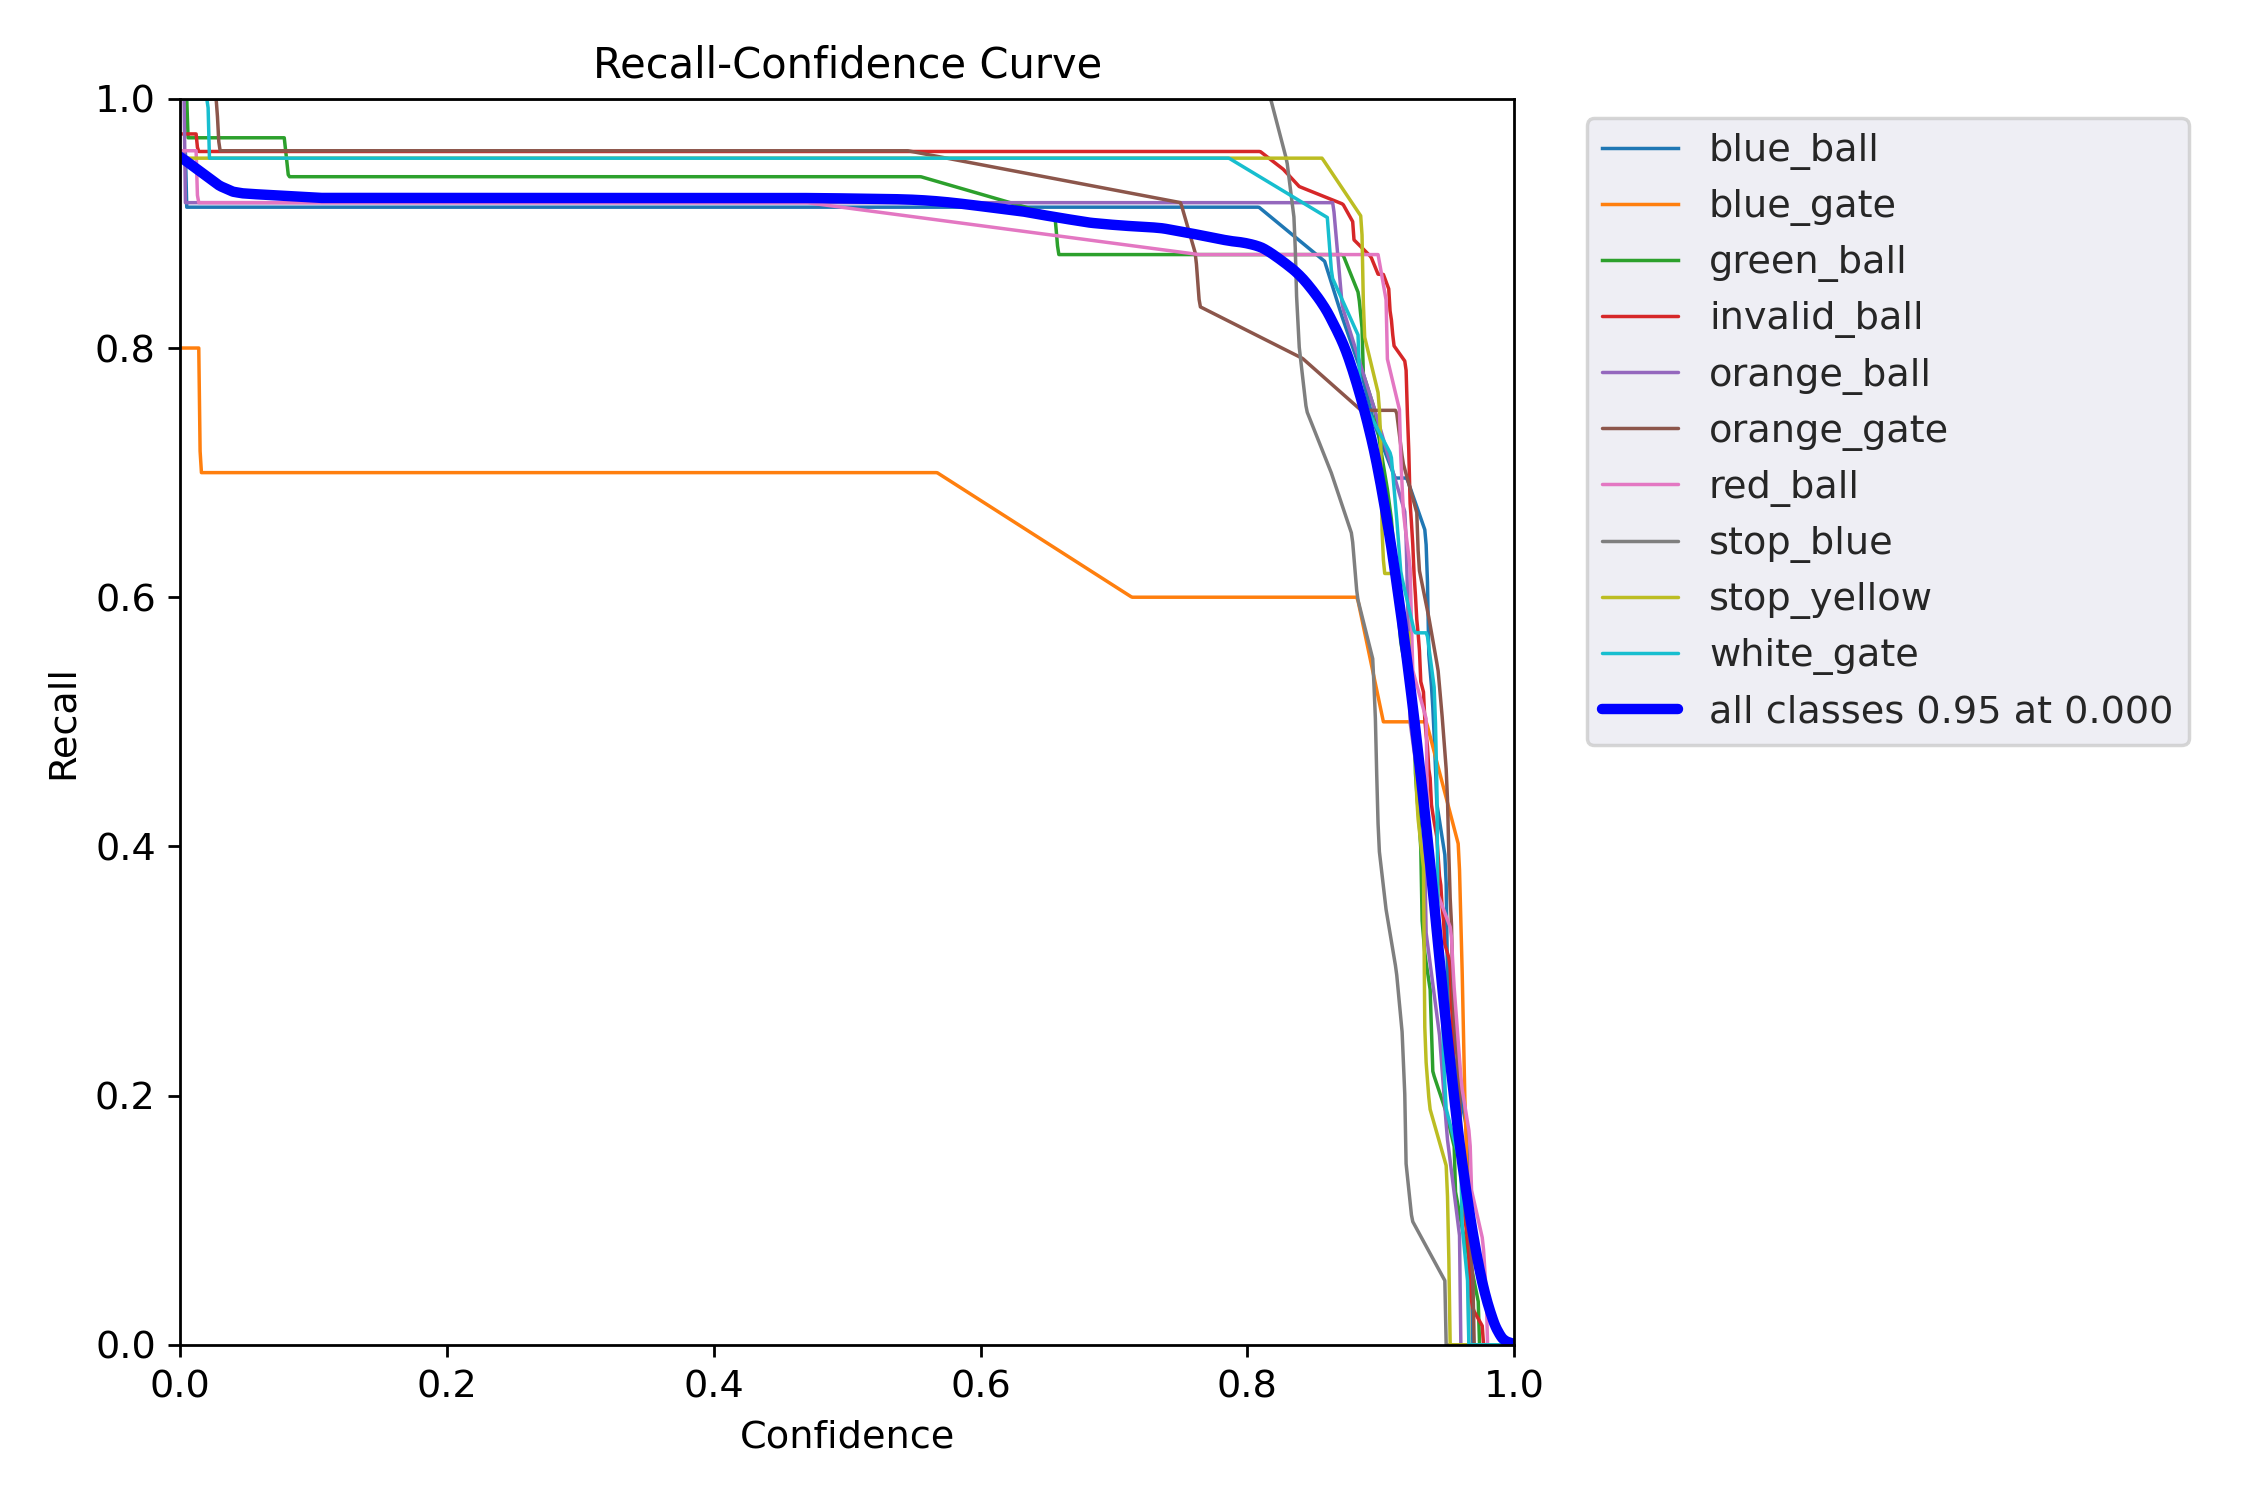 Recall-Confidence Curve
1.0
0.8
0.6
0.4
0.2
0.0
Recall
0.0 0.2 0.4 0.6 0.8 1.0
Confidence
blue_ball
blue_gate
green_ball
invalid_ball
orange_ball
orange_gate
red_ball
stop_blue
stop_yellow
white_gate
all classes 0.95 at 0.000